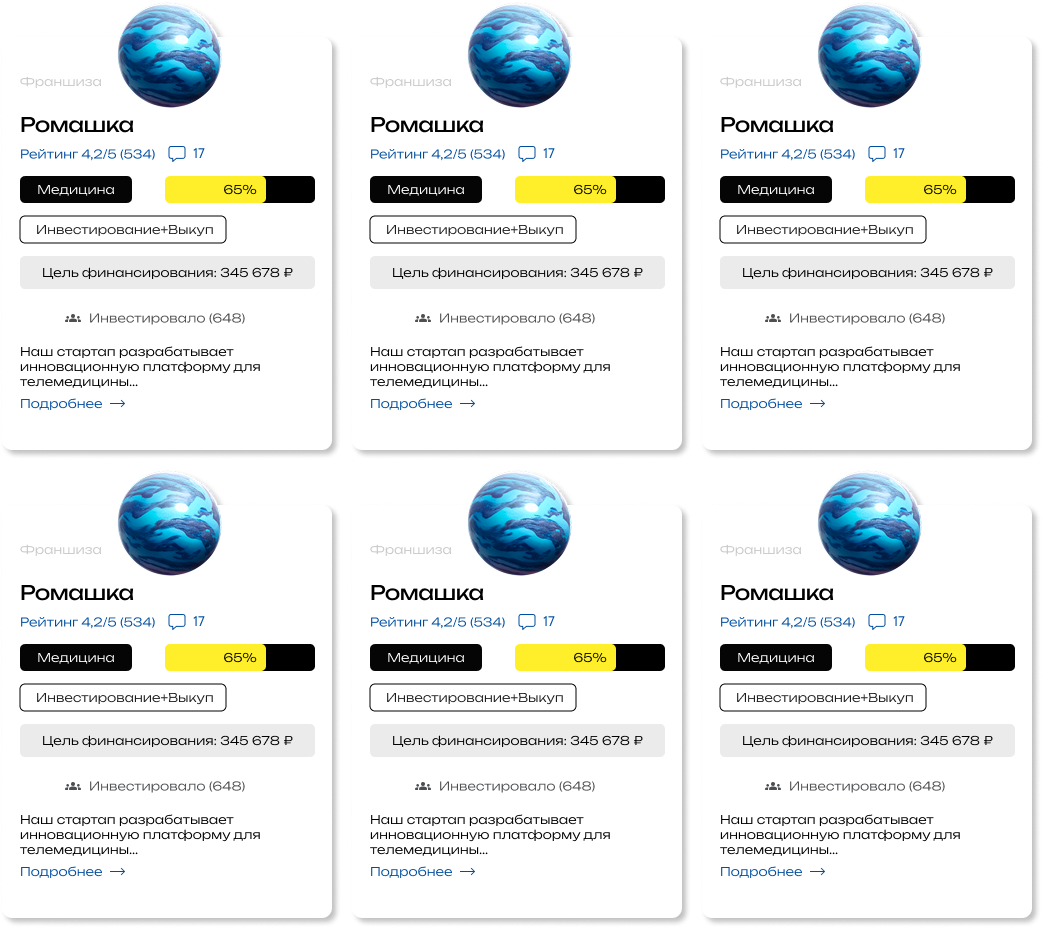 Франшиза
Ромашка
Рейтинг 4,2/5 (534) 17
Медицина 65%
Инвестирование+Выкуп
Цель финансирования: 345 678 ₽
Инвестировало (648)
Наш стартап разрабатывает
инновационную платформу для
телемедицины...
Подробнее →
Франшиза
Ромашка
Рейтинг 4,2/5 (534) 17
Медицина 65%
Инвестирование+Выкуп
Цель финансирования: 345 678 ₽
Инвестировало (648)
Наш стартап разрабатывает
инновационную платформу для
телемедицины...
Подробнее →
Франшиза
Ромашка
Рейтинг 4,2/5 (534) 17
Медицина 65%
Инвестирование+Выкуп
Цель финансирования: 345 678 ₽
Инвестировало (648)
Наш стартап разрабатывает
инновационную платформу для
телемедицины...
Подробнее →
Франшиза
Ромашка
Рейтинг 4,2/5 (534) 17
Медицина 65%
Инвестирование+Выкуп
Цель финансирования: 345 678 ₽
Инвестировало (648)
Наш стартап разрабатывает
инновационную платформу для
телемедицины...
Подробнее →
Франшиза
Ромашка
Рейтинг 4,2/5 (534) 17
Медицина 65%
Инвестирование+Выкуп
Цель финансирования: 345 678 ₽
Инвестировало (648)
Наш стартап разрабатывает
инновационную платформу для
телемедицины...
Подробнее →
Франшиза
Ромашка
Рейтинг 4,2/5 (534) 17
Медицина 65%
Инвестирование+Выкуп
Цель финансирования: 345 678 ₽
Инвестировало (648)
Наш стартап разрабатывает
инновационную платформу для
телемедицины...
Подробнее →